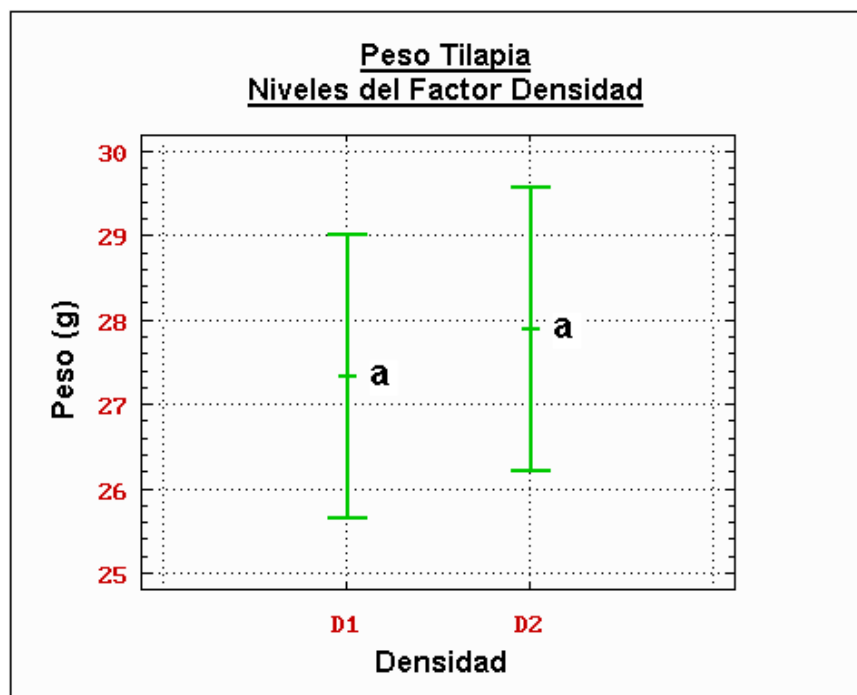 Peso Tilapia
Niveles del Factor Densidad
30
29
28
27
26
25
Peso (g)
a
a
D1
D2
Densidad